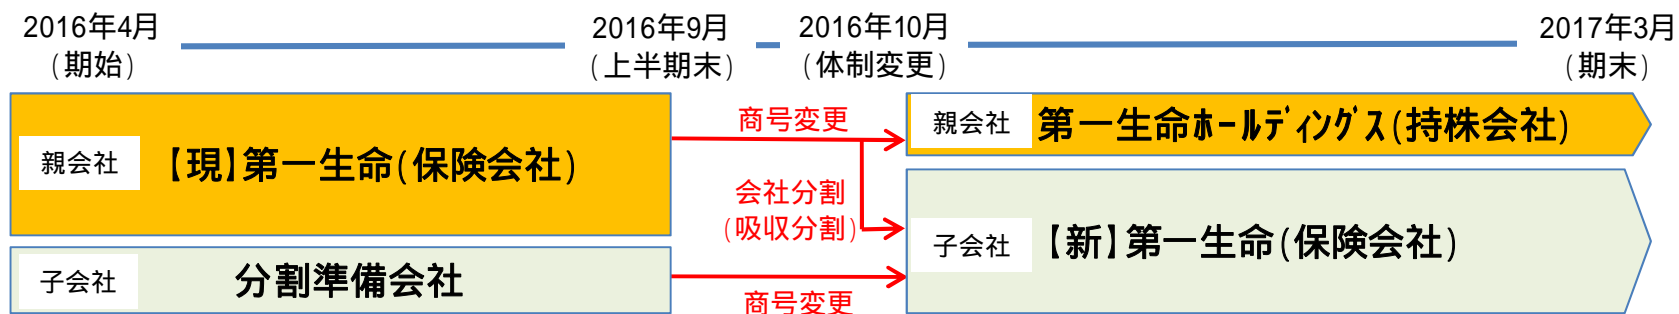 2016年4月
(期始)
2016年9月
(上半期末)
2016年10月
(体制変更)
2017年3月
(期末)
親会社
【現】第一生命(保険会社)
商号変更
親会社
第一生命ﾎｰﾙﾃﾞｨﾝｸﾞｽ(持株会社)
会社分割
(吸収分割)
子会社
【新】第一生命(保険会社)
子会社
分割準備会社
商号変更